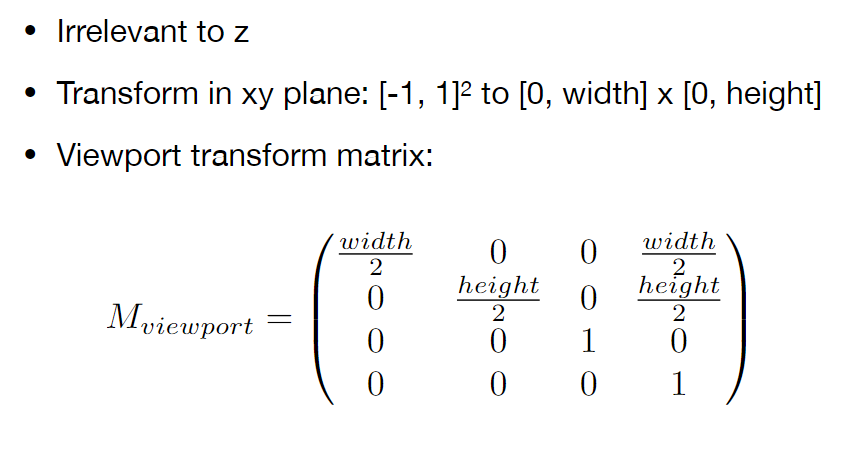 • Irrelevant to z
• Transform in xy plane: [-1, 1]² to [0, width] x [0, height]
• Viewport transform matrix:
M_{viewport} = \begin{pmatrix} \frac{width}{2} & 0 & 0 & \frac{width}{2} \\ 0 & \frac{height}{2} & 0 & \frac{height}{2} \\ 0 & 0 & 1 & 0 \\ 0 & 0 & 0 & 1 \end{pmatrix}